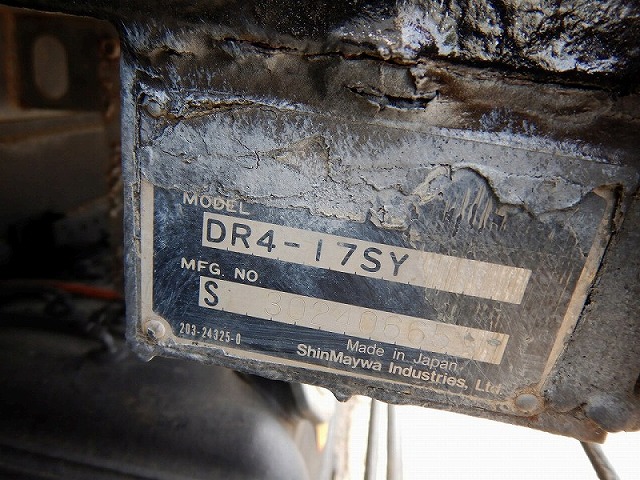 MODEL
DR4-17SY
MFG. NO.
S
203-24325-0
Made in Japan.
ShinMaywa Industries, Ltd.